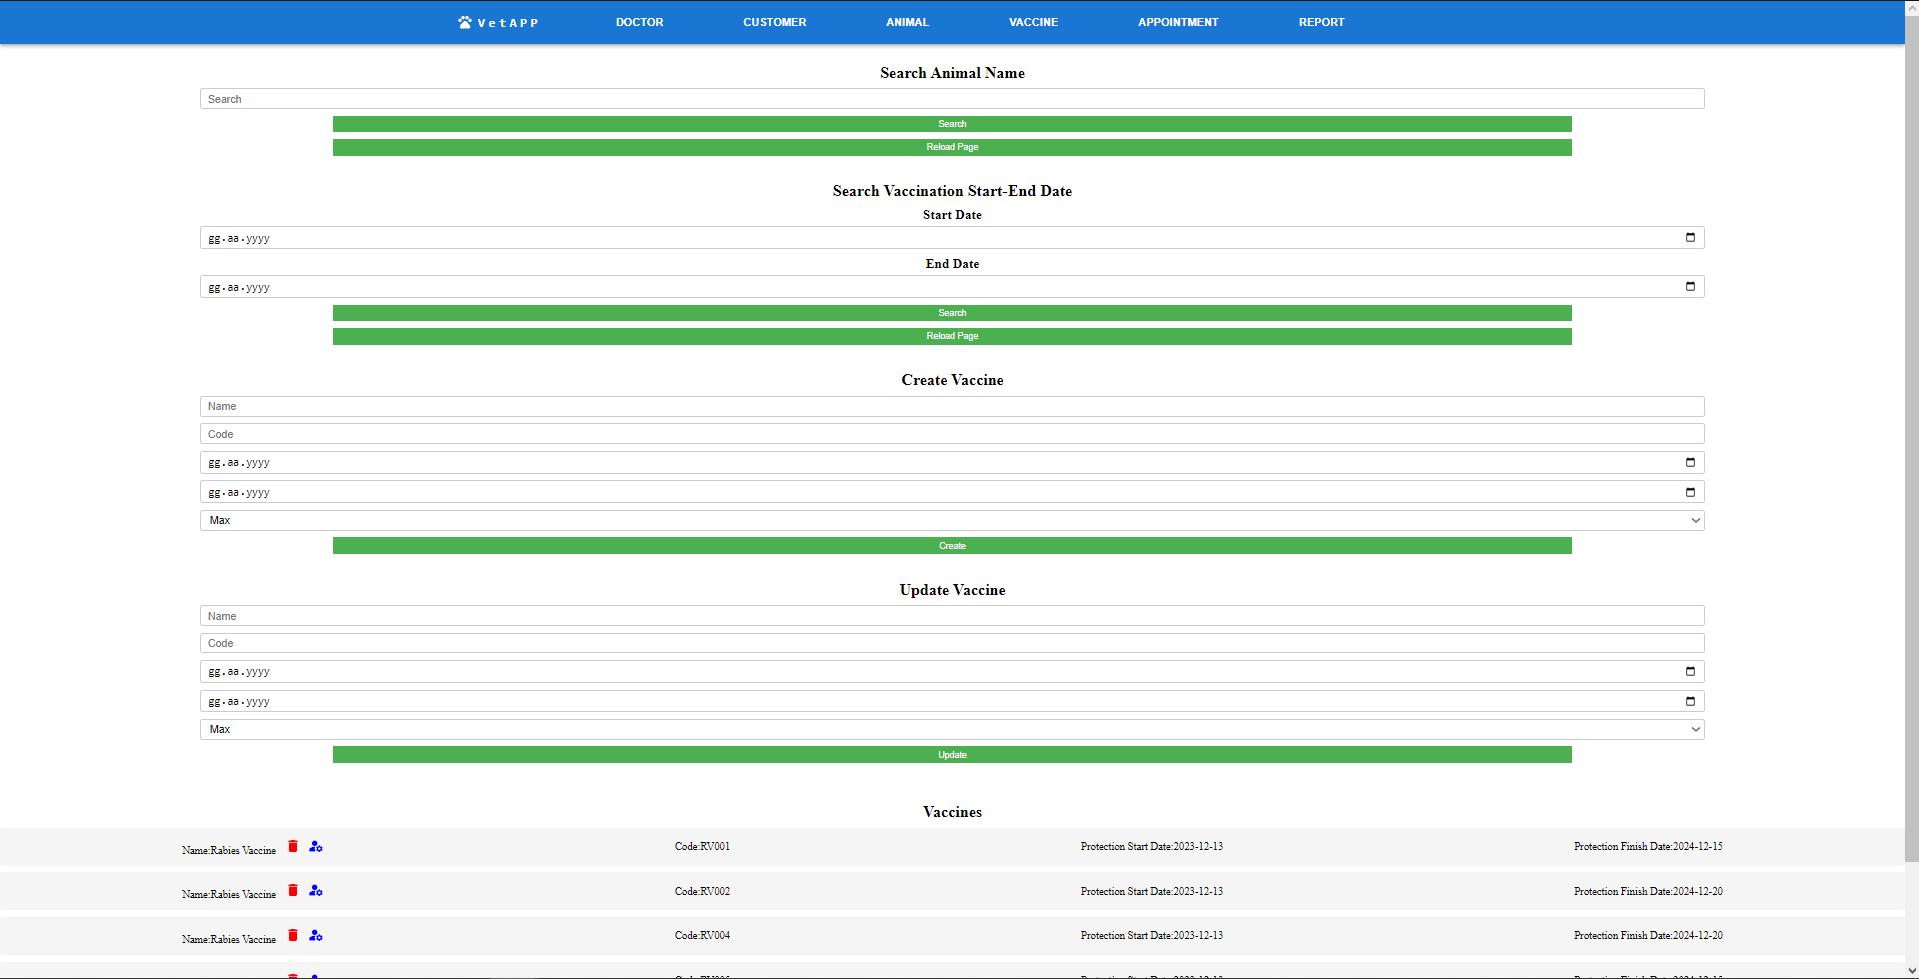 VetAPP DOCTOR CUSTOMER ANIMAL VACCINE APPOINTMENT REPORT
Search Animal Name
Search
Search
Reload Page
Search Vaccination Start-End Date
Start Date
gg.aa.yyyy
End Date
gg.aa.yyyy
Search
Reload Page
Create Vaccine
Name
Code
gg.aa.yyyy
gg.aa.yyyy
Max
Create
Update Vaccine
Name
Code
gg.aa.yyyy
gg.aa.yyyy
Max
Update
Vaccines
Name:Rabies Vaccine Code:RV001 Protection Start Date:2023-12-13 Protection Finish Date:2024-12-15
Name:Rabies Vaccine Code:RV002 Protection Start Date:2023-12-13 Protection Finish Date:2024-12-20
Name:Rabies Vaccine Code:RV004 Protection Start Date:2023-12-13 Protection Finish Date:2024-12-20